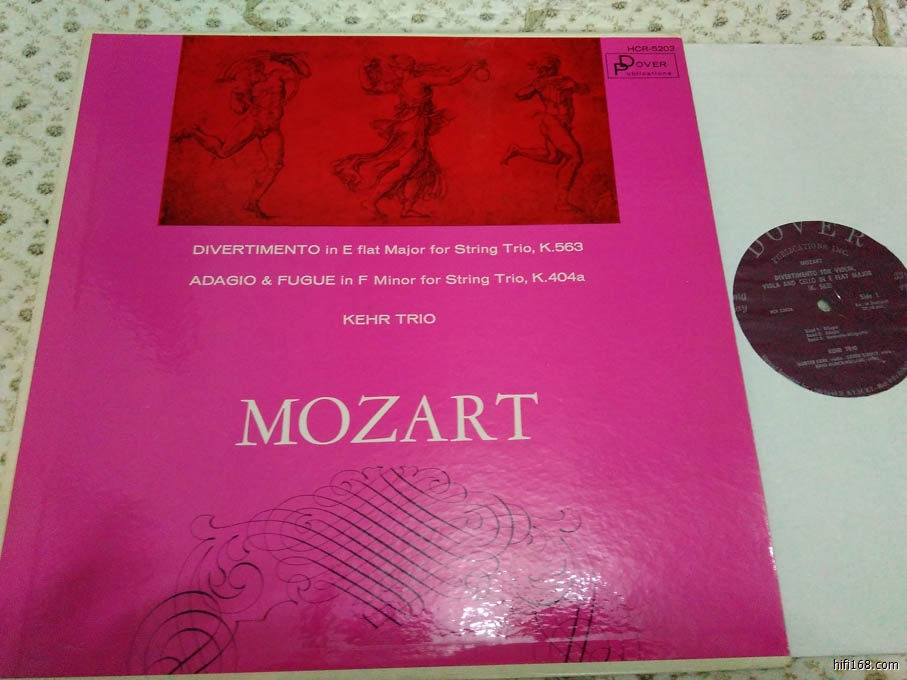 HCR-5203
DOVER
Publications
DIVERTIMENTO in E flat Major for String Trio, K.563
ADAGIO & FUGUE in F Minor for String Trio, K.404a
KEHR TRIO
MOZART
DOVER
PUBLICATIONS INC.
MOZART
DIVERTIMENTO FOR VIOLIN,
VIOLA AND CELLO IN E FLAT MAJOR
(K. 563)
Side 1
KEHR TRIO
hifi168.com